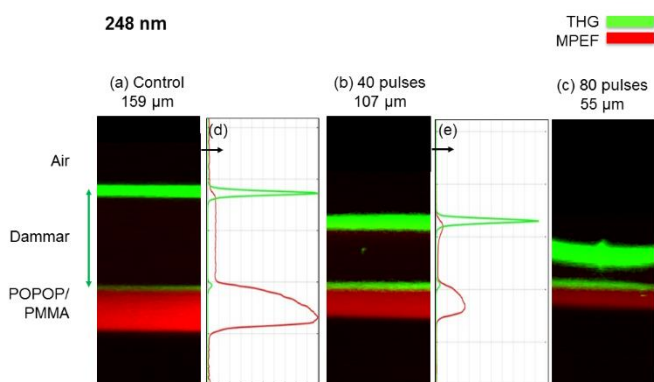 248 nm
THG
MPEF
(a) Control
159 µm
(b) 40 pulses
107 µm
(c) 80 pulses
55 µm
(d)
(e)
Air
Dammar
POPOP/
PMMA